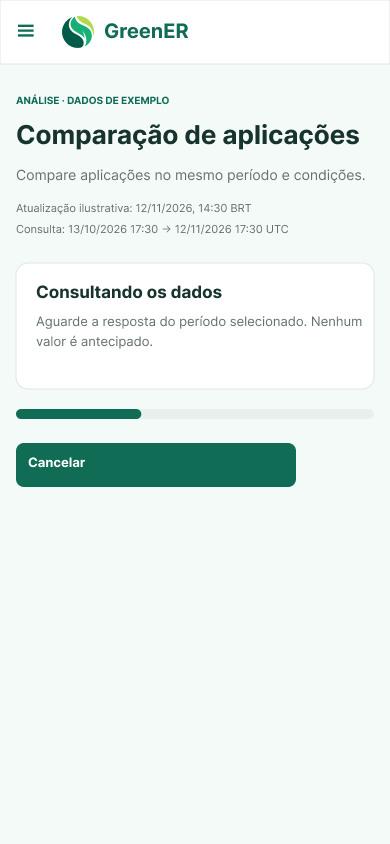 GreenER
ANÁLISE · DADOS DE EXEMPLO
Comparação de aplicações
Compare aplicações no mesmo período e condições.
Atualização ilustrativa: 12/11/2026, 14:30 BRT
Consulta: 13/10/2026 17:30 → 12/11/2026 17:30 UTC
Consultando os dados
Aguarde a resposta do período selecionado. Nenhum
valor é antecipado.
Cancelar